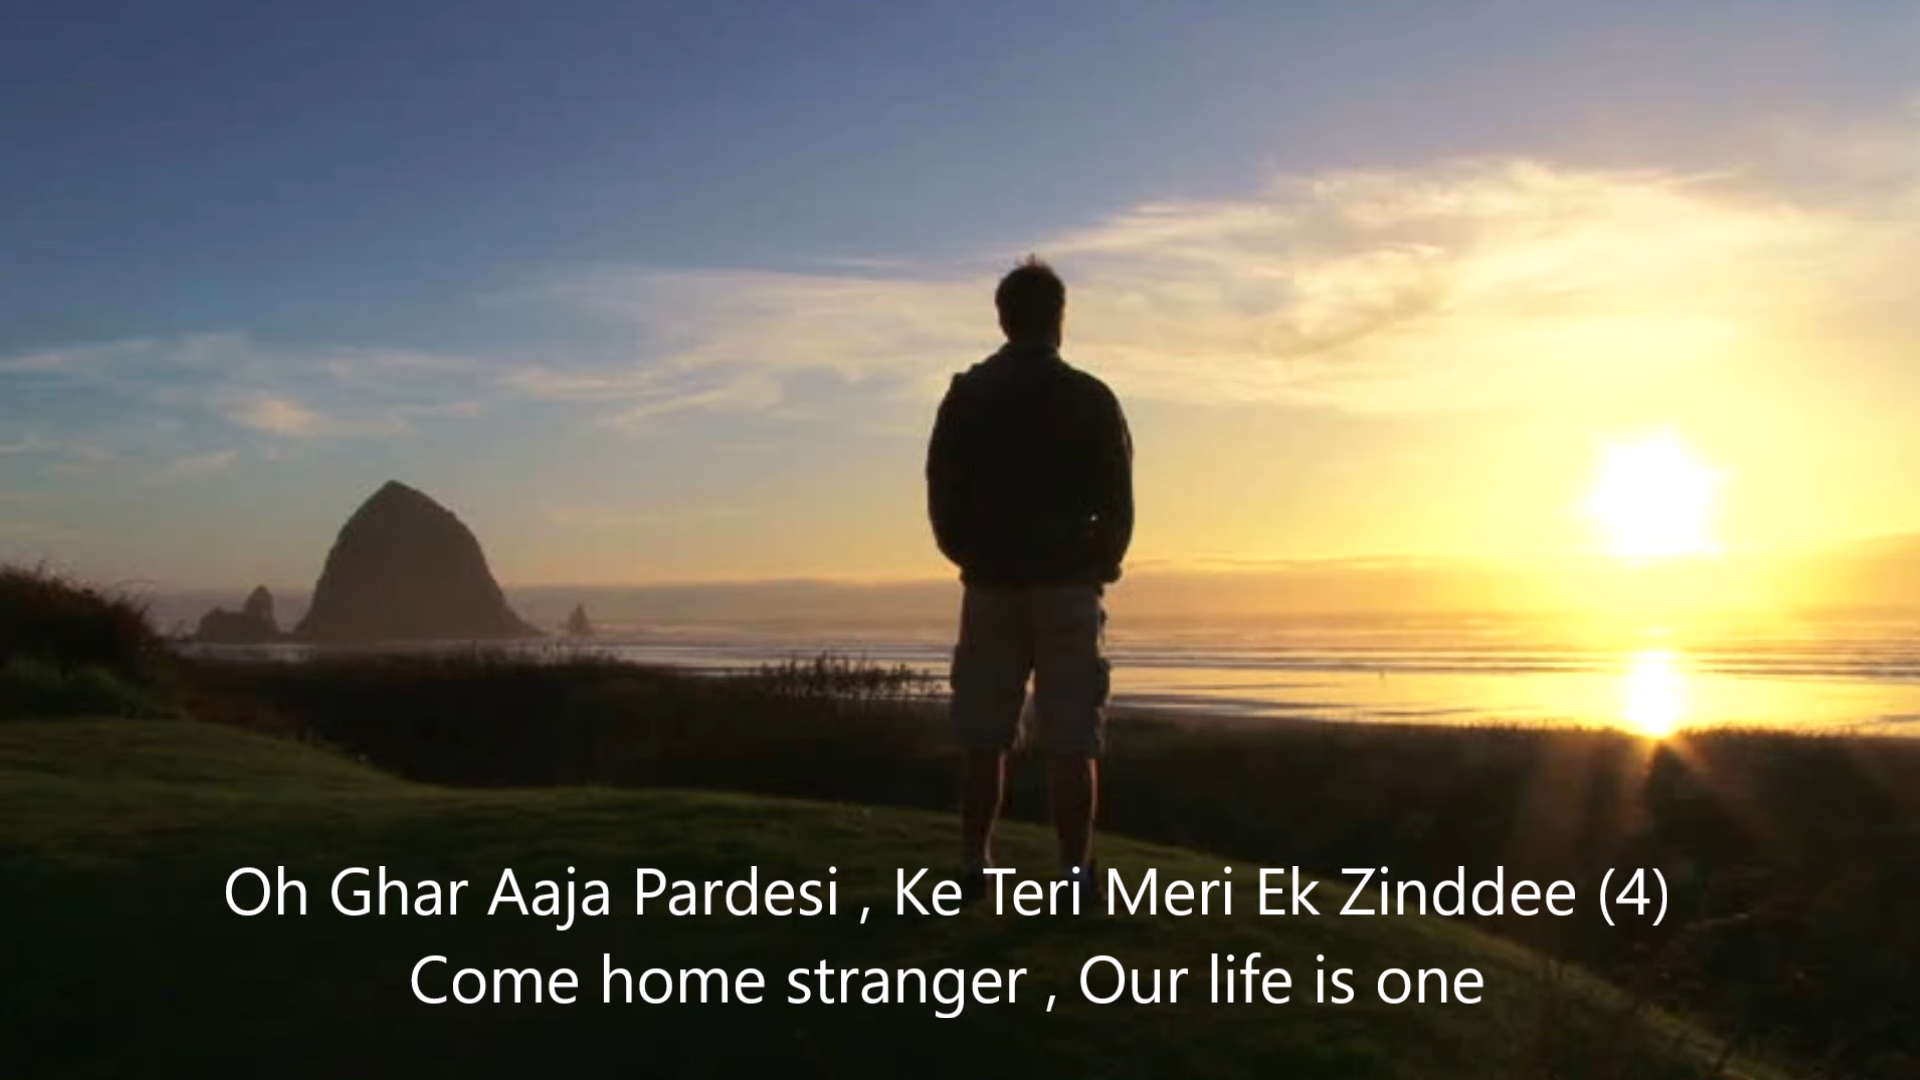 Oh Ghar Aaja Pardesi , Ke Teri Meri Ek Zinddee (4)
Come home stranger , Our life is one